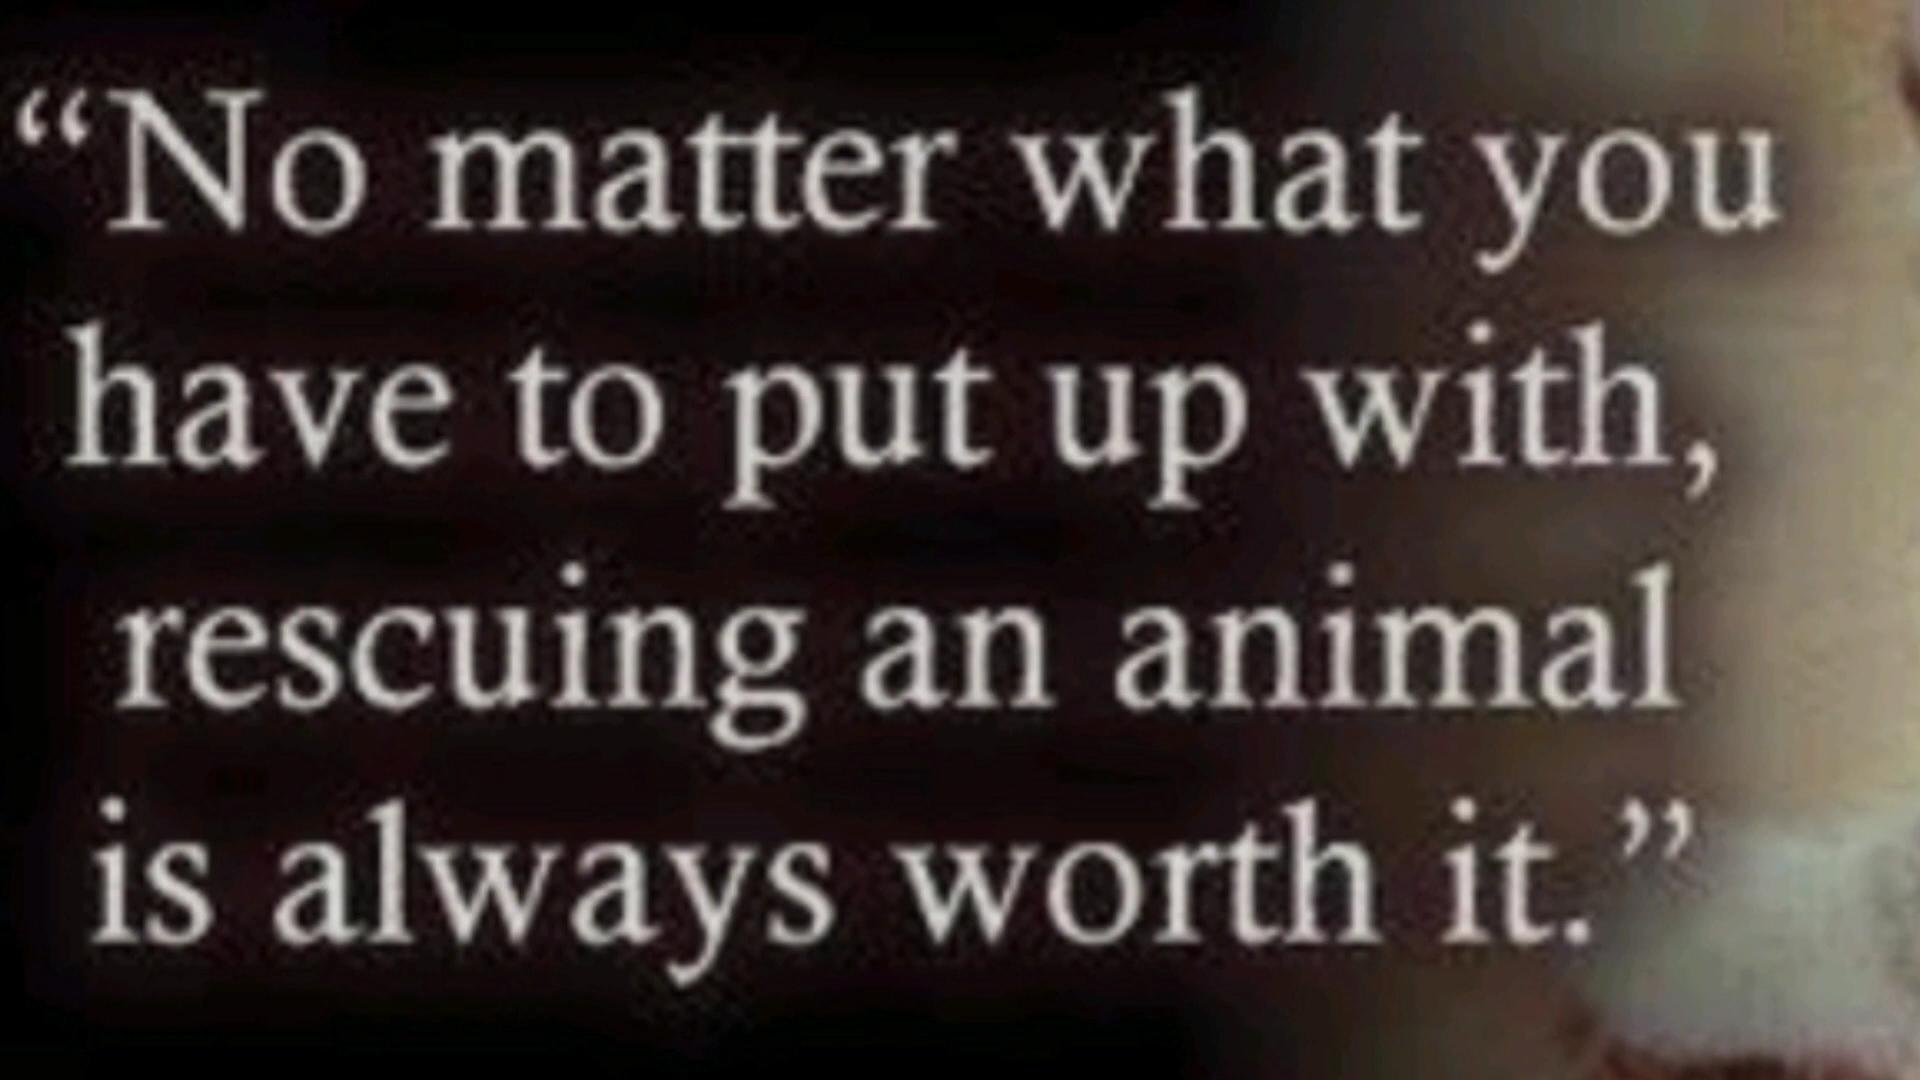 “No matter what you
have to put up with,
rescuing an animal
is always worth it.”